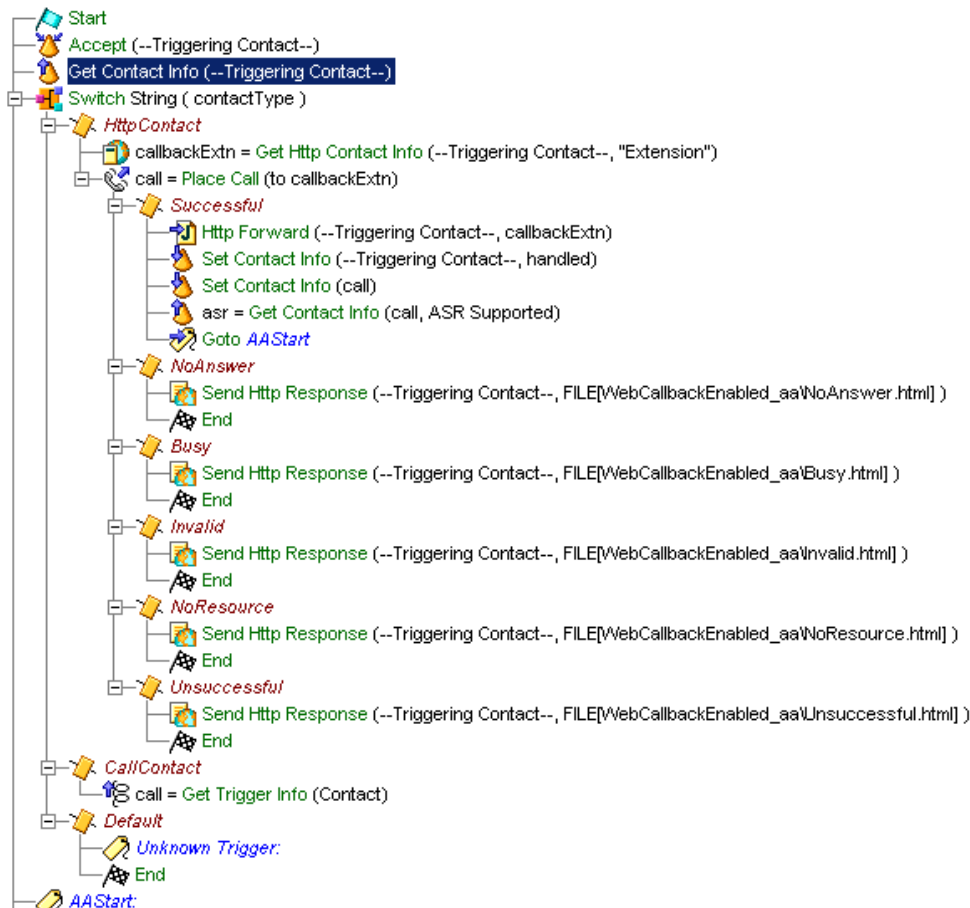 Start
Accept (--Triggering Contact--)
Get Contact Info (--Triggering Contact--)
Switch String ( contactType )
HttpContact
callbackExtn = Get Http Contact Info (--Triggering Contact--, "Extension")
call = Place Call (to callbackExtn)
Successful
Http Forward (--Triggering Contact--, callbackExtn)
Set Contact Info (--Triggering Contact--, handled)
Set Contact Info (call)
asr = Get Contact Info (call, ASR Supported)
Goto AAStart
NoAnswer
Send Http Response (--Triggering Contact--, FILE[WebCallbackEnabled_aa\NoAnswer.html] )
End
Busy
Send Http Response (--Triggering Contact--, FILE[WebCallbackEnabled_aa\Busy.html] )
End
Invalid
Send Http Response (--Triggering Contact--, FILE[WebCallbackEnabled_aa\Invalid.html] )
End
NoResource
Send Http Response (--Triggering Contact--, FILE[WebCallbackEnabled_aa\NoResource.html] )
End
Unsuccessful
Send Http Response (--Triggering Contact--, FILE[WebCallbackEnabled_aa\Unsuccessful.html] )
End
CallContact
call = Get Trigger Info (Contact)
Default
Unknown Trigger:
End
AAStart: